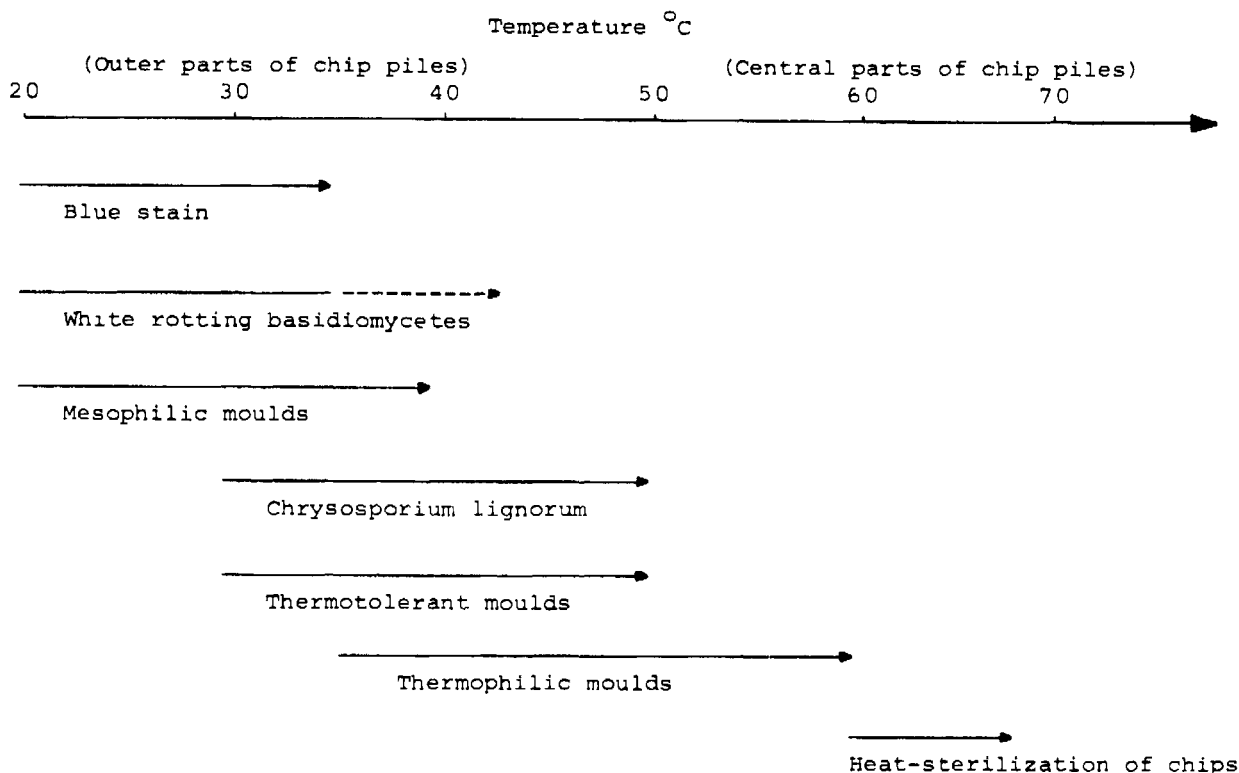 Temperature °C
(Outer parts of chip piles) (Central parts of chip piles)
20 30 40 50 60 70
Blue stain
White rotting basidiomycetes
Mesophilic moulds
Chrysosporium lignorum
Thermotolerant moulds
Thermophilic moulds
Heat-sterilization of chips